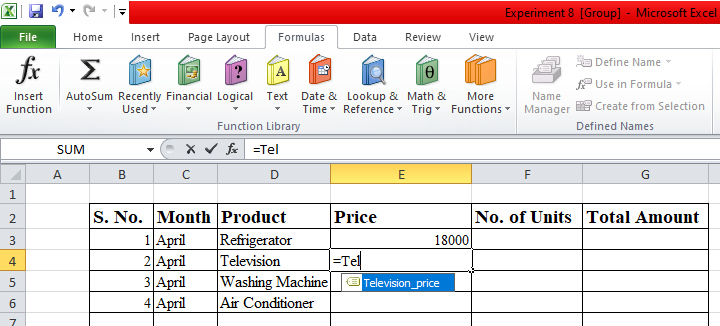 Experiment 8 [Group] - Microsoft Excel
File Home Insert Page Layout Formulas Data Review View
fx Insert Function
Σ AutoSum
Recently Used
Financial
Logical
A Text
Date & Time
Lookup & Reference
θ Math & Trig
More Functions
Function Library
Name Manager
Define Name
Use in Formula
Create from Selection
Defined Names
SUM fx =Tel
A B C D E F G
1
2 S. No. Month Product Price No. of Units Total Amount
3 1 April Refrigerator 18000
4 2 April Television =Tel
5 3 April Washing Machine Television_price
6 4 April Air Conditioner
7